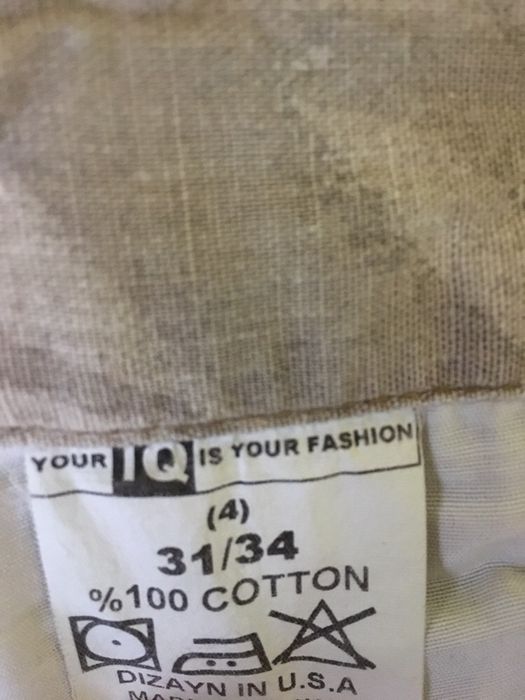 YOUR IQ IS YOUR FASHION
(4)
31/34
%100 COTTON
DIZAYN IN U.S.A